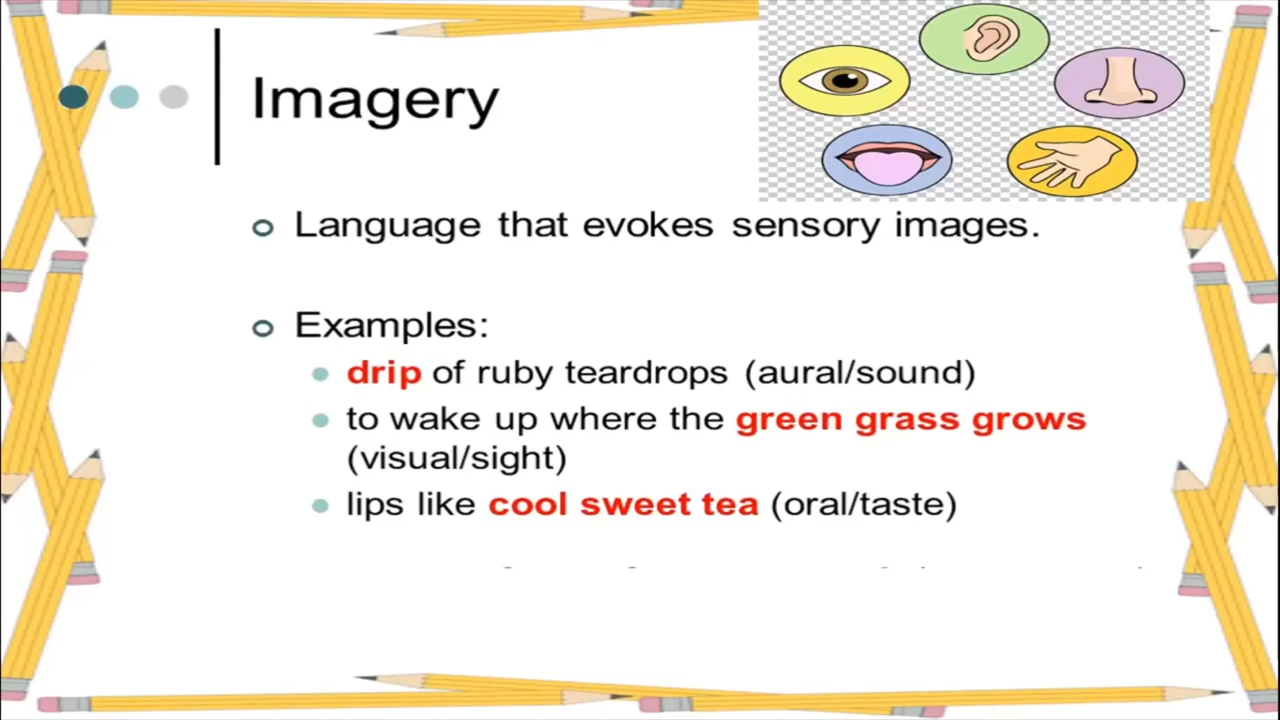 Imagery
Language that evokes sensory images.
Examples:
drip of ruby teardrops (aural/sound)
to wake up where the green grass grows
(visual/sight)
lips like cool sweet tea (oral/taste)